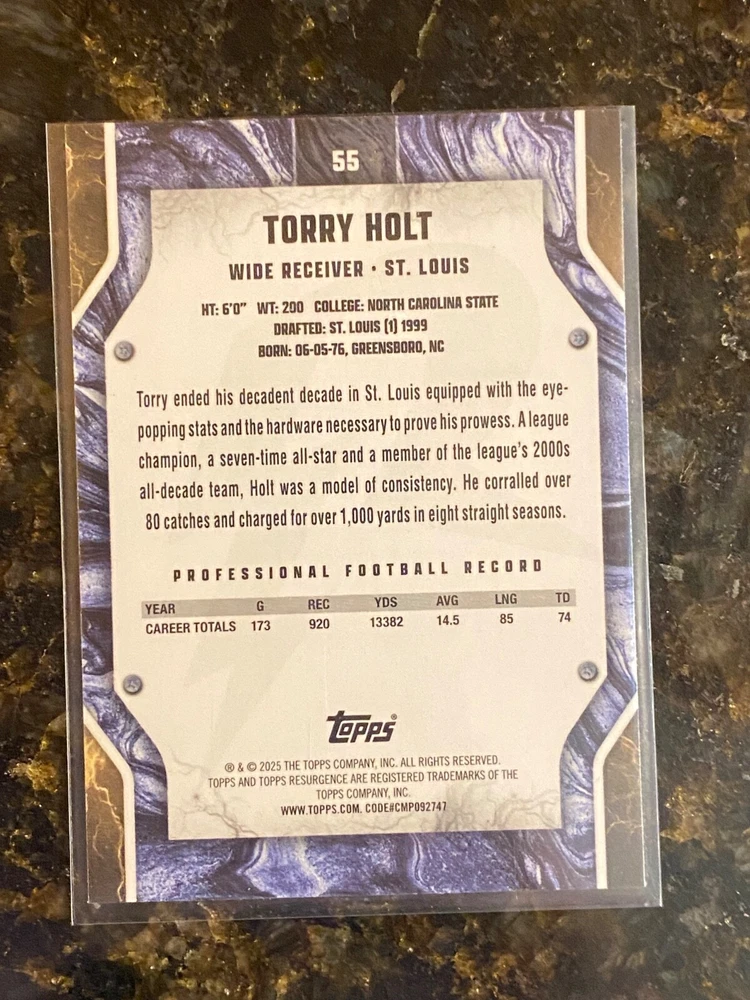 55
TORRY HOLT
WIDE RECEIVER • ST. LOUIS
HT: 6'0" WT: 200 COLLEGE: NORTH CAROLINA STATE
DRAFTED: ST. LOUIS (1) 1999
BORN: 06-05-76, GREENSBORO, NC
Torry ended his decadent decade in St. Louis equipped with the eye-
popping stats and the hardware necessary to prove his prowess. A league
champion, a seven-time all-star and a member of the league's 2000s
all-decade team, Holt was a model of consistency. He corralled over
80 catches and charged for over 1,000 yards in eight straight seasons.
PROFESSIONAL FOOTBALL RECORD
YEAR G REC YDS AVG LNG TD
CAREER TOTALS 173 920 13382 14.5 85 74
topps®
® & © 2025 THE TOPPS COMPANY, INC. ALL RIGHTS RESERVED.
TOPPS AND TOPPS RESURGENCE ARE REGISTERED TRADEMARKS OF THE
TOPPS COMPANY, INC.
WWW.TOPPS.COM. CODE#CMP092747